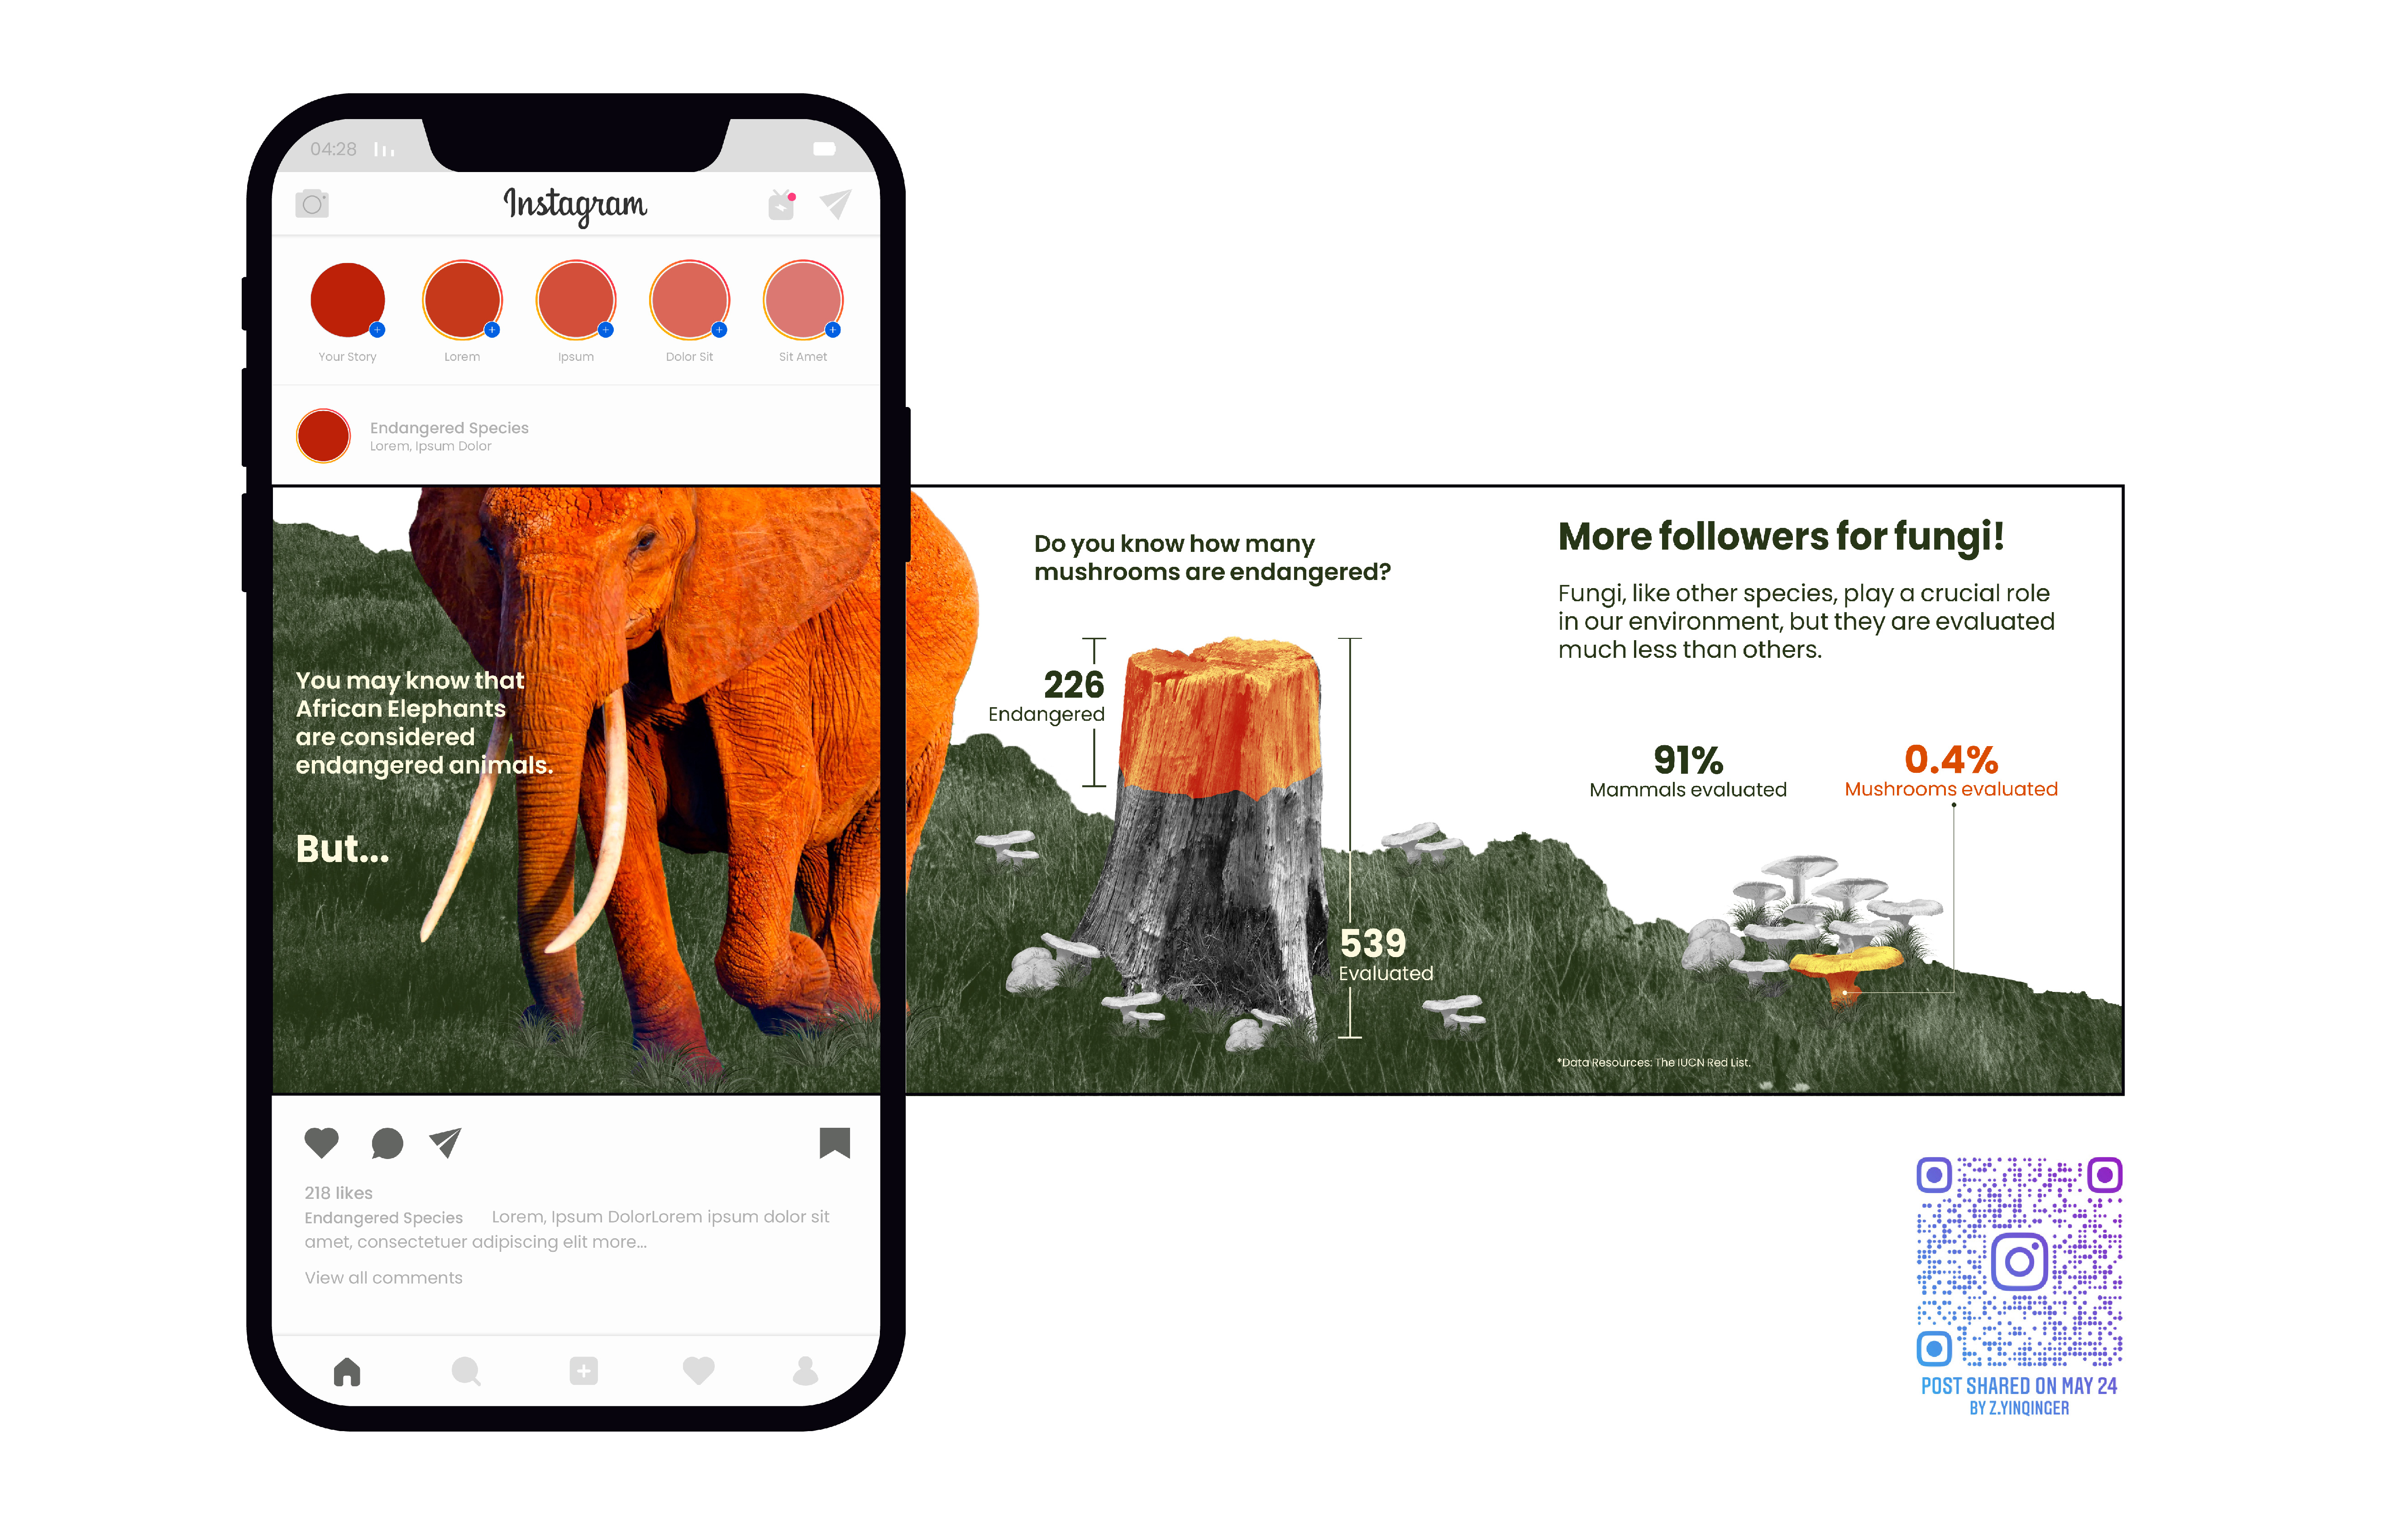 04:28
Instagram
Your Story
Lorem
Ipsum
Dolor Sit
Sit Amet
Endangered Species
Lorem, Ipsum Dolor
You may know that
African Elephants
are considered
endangered animals.
But...
Do you know how many
mushrooms are endangered?
226
Endangered
539
Evaluated
More followers for fungi!
Fungi, like other species, play a crucial role
in our environment, but they are evaluated
much less than others.
91%
Mammals evaluated
0.4%
Mushrooms evaluated
*Data Resources: The IUCN Red List.
218 likes
Endangered Species Lorem, Ipsum DolorLorem ipsum dolor sit
amet, consectetuer adipiscing elit more...
View all comments
POST SHARED ON MAY 24
BY Z.YINQINGER